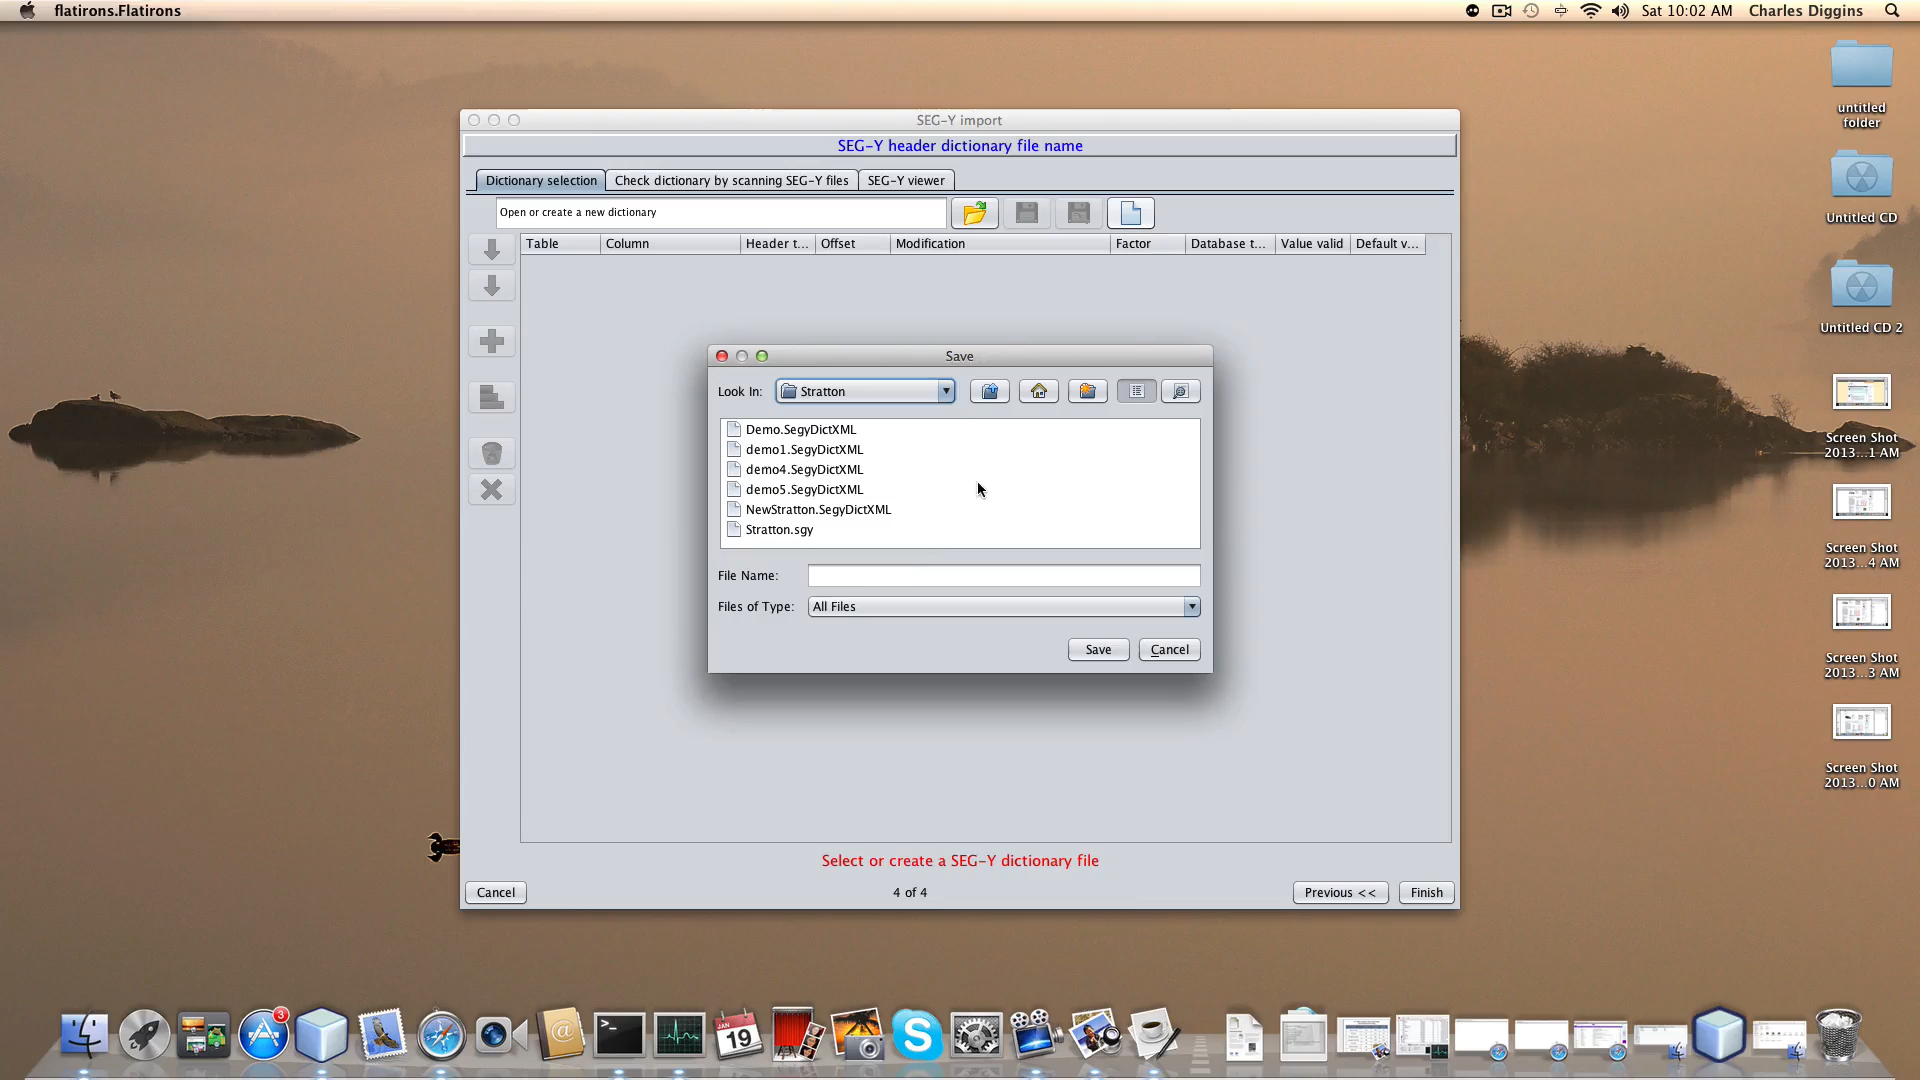 flatirons.Flatirons
Sat 10:02 AM
Charles Diggins
untitled
folder
Untitled CD
Untitled CD 2
Screen Shot
2013...1 AM
Screen Shot
2013...4 AM
Screen Shot
2013...3 AM
Screen Shot
2013...0 AM
SEG-Y import
SEG-Y header dictionary file name
Dictionary selection
Check dictionary by scanning SEG-Y files
SEG-Y viewer
Open or create a new dictionary
Table
Column
Header t...
Offset
Modification
Factor
Database t...
Value valid
Default v...
Save
Look In:
Stratton
Demo.SegyDictXML
demo1.SegyDictXML
demo4.SegyDictXML
demo5.SegyDictXML
NewStratton.SegyDictXML
Stratton.sgy
File Name:
Files of Type:
All Files
Save
Cancel
Select or create a SEG-Y dictionary file
Cancel
4 of 4
Previous <<
Finish
3
JAN
19